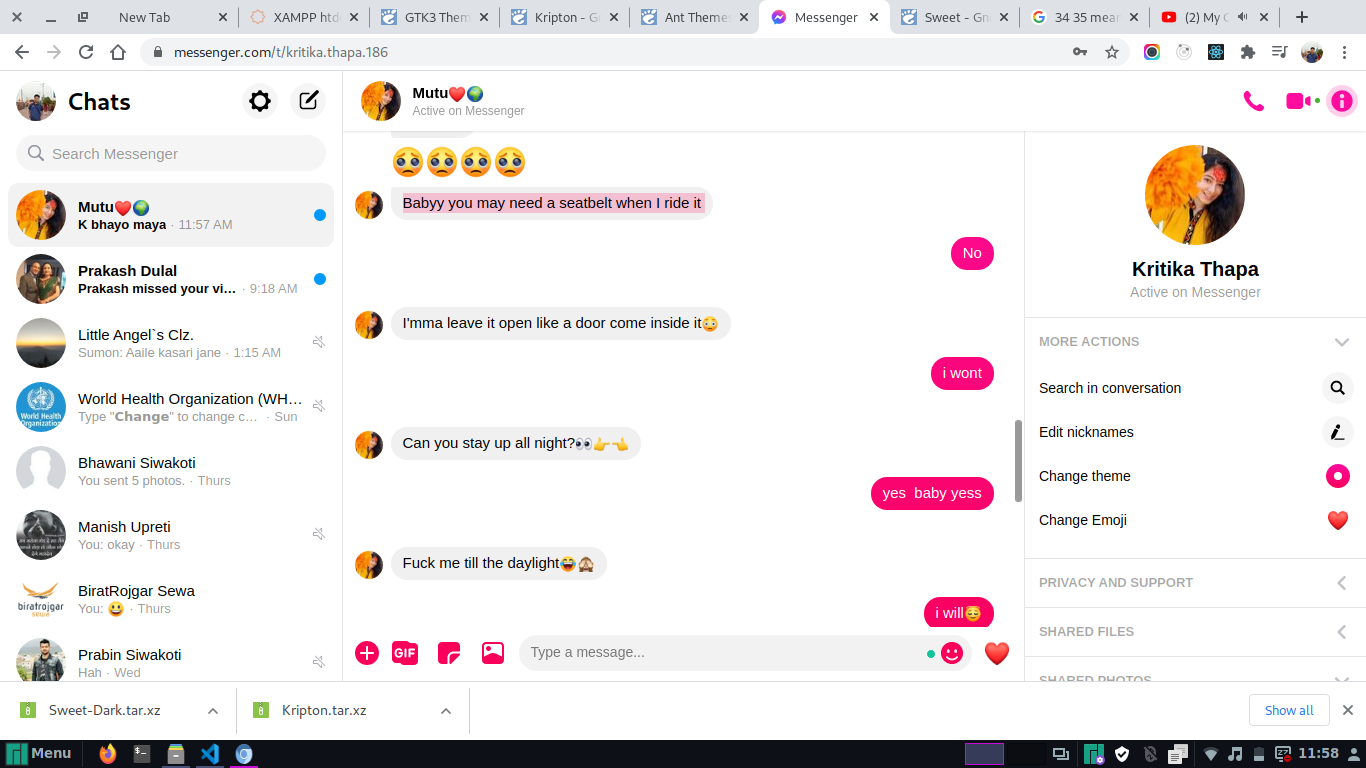 New Tab
XAMPP htd
GTK3 Them
Kripton - G
Ant Theme
Messenger
Sweet - Gn
34 35 mear
(2) My C
messenger.com/t/kritika.thapa.186
Chats
Search Messenger
Mutu❤️🌍
K bhayo maya · 11:57 AM
Prakash Dulal
Prakash missed your vi… · 9:18 AM
Little Angel`s Clz.
Sumon: Aaile kasari jane · 1:15 AM
World Health Organization (WH…
Type "Change" to change c… · Sun
World Health Organization
Bhawani Siwakoti
You sent 5 photos. · Thurs
Manish Upreti
You: okay · Thurs
BiratRojgar Sewa
You: 😃 · Thurs
biratrojgar
sewa
Prabin Siwakoti
Hah · Wed
Mutu❤️🌍
Active on Messenger
🥺🥺🥺🥺
Babyy you may need a seatbelt when I ride it
No
I'mma leave it open like a door come inside it😳
i wont
Can you stay up all night?👀👉👈
yes  baby yess
Fuck me till the daylight😂🙈
i will😌
GIF
Type a message...
Kritika Thapa
Active on Messenger
MORE ACTIONS
Search in conversation
Edit nicknames
Change theme
Change Emoji
PRIVACY AND SUPPORT
SHARED FILES
SHARED PHOTOS
Sweet-Dark.tar.xz
Kripton.tar.xz
Show all
Menu
11:58